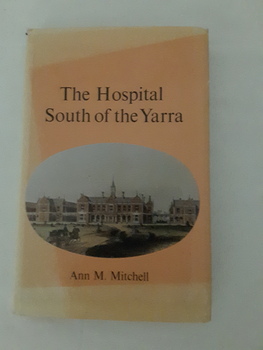 The Hospital
South of the Yarra
Ann M. Mitchell